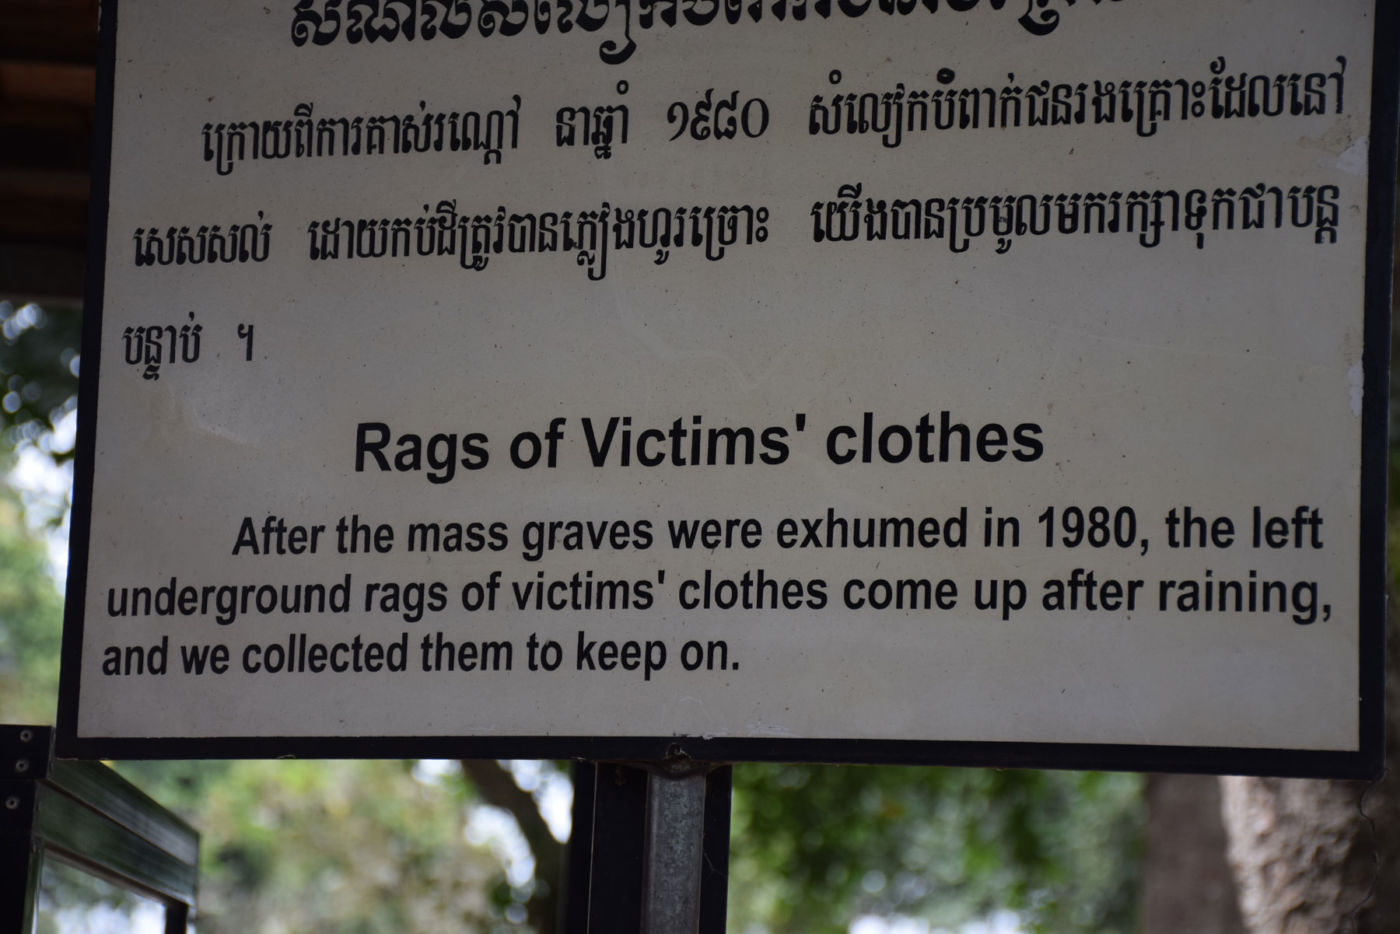 ក្រោយពីការគាស់រណ្តៅ នាឆ្នាំ ១៩៨០ សំលៀកបំពាក់ជនរងគ្រោះដែលនៅ
សេសសល់ ដោយកប់ដីត្រូវបានភ្លៀងហូរច្រោះ យើងបានប្រមូលមករក្សាទុកជាបន្ត
បន្ទាប់ ។
Rags of Victims' clothes
After the mass graves were exhumed in 1980, the left
underground rags of victims' clothes come up after raining,
and we collected them to keep on.